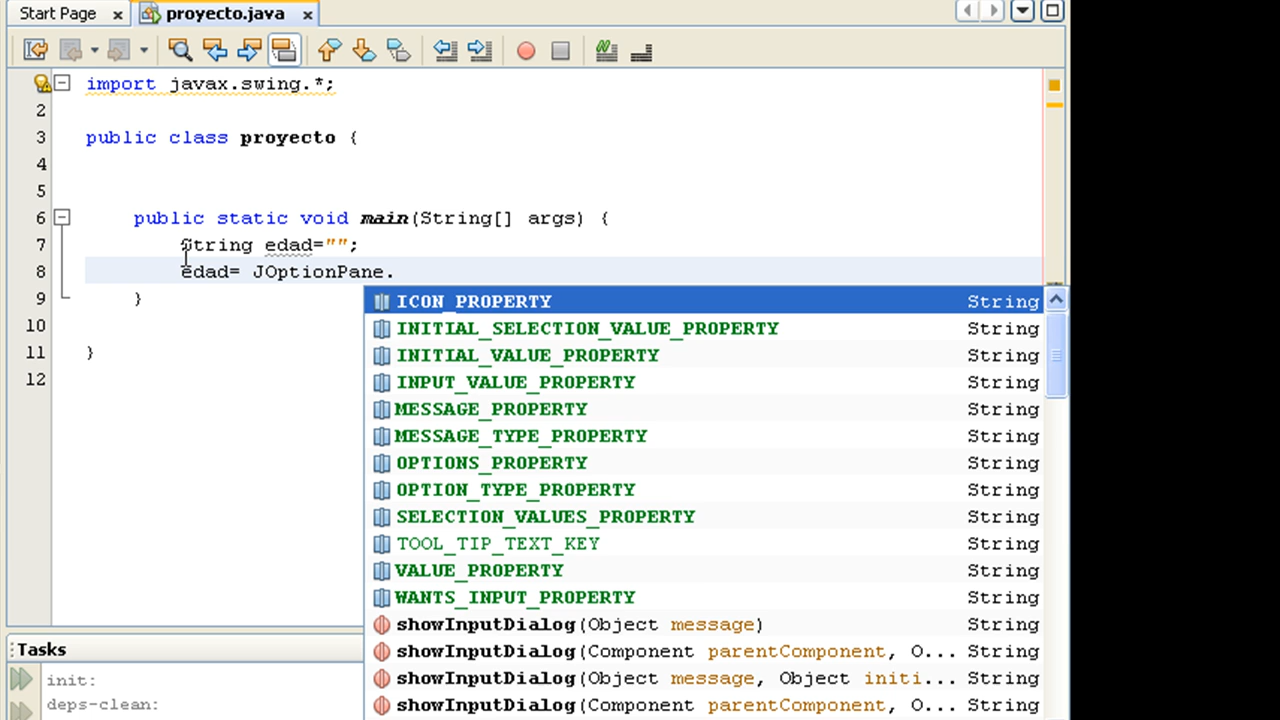 Start Page x proyecto.java x
import javax.swing.*;
2
3 public class proyecto {
4
5
6 public static void main(String[] args) {
7 String edad="";
8 edad= JOptionPane.
9 }
10
11 }
12
ICON_PROPERTY String
INITIAL_SELECTION_VALUE_PROPERTY String
INITIAL_VALUE_PROPERTY String
INPUT_VALUE_PROPERTY String
MESSAGE_PROPERTY String
MESSAGE_TYPE_PROPERTY String
OPTIONS_PROPERTY String
OPTION_TYPE_PROPERTY String
SELECTION_VALUES_PROPERTY String
TOOL_TIP_TEXT_KEY String
VALUE_PROPERTY String
WANTS_INPUT_PROPERTY String
showInputDialog(Object message) String
showInputDialog(Component parentComponent, O... String
showInputDialog(Object message, Object initi... String
showInputDialog(Component parentComponent, O... String
Tasks
init:
deps-clean: